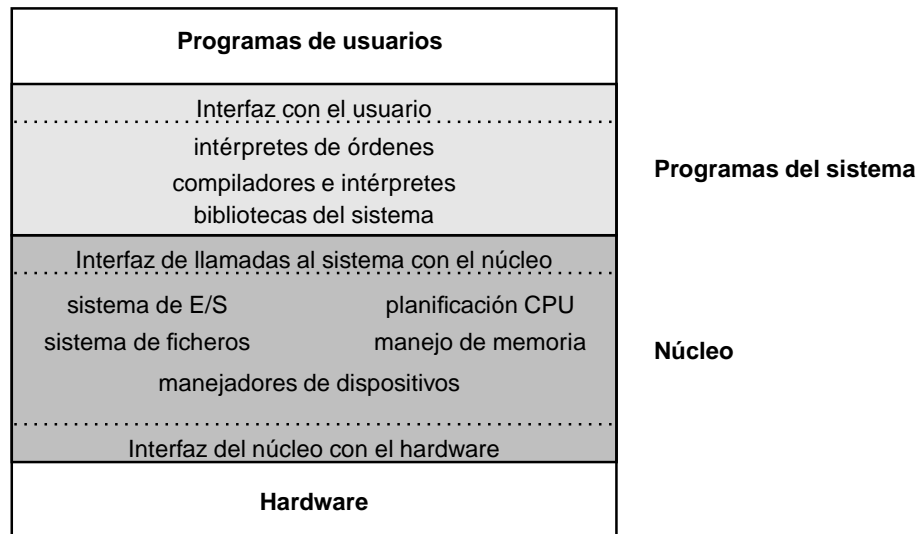 Programas de usuarios
Interfaz con el usuario
intérpretes de órdenes
compiladores e intérpretes
bibliotecas del sistema
Programas del sistema
Interfaz de llamadas al sistema con el núcleo
sistema de E/S planificación CPU
sistema de ficheros manejo de memoria
manejadores de dispositivos
Núcleo
Interfaz del núcleo con el hardware
Hardware